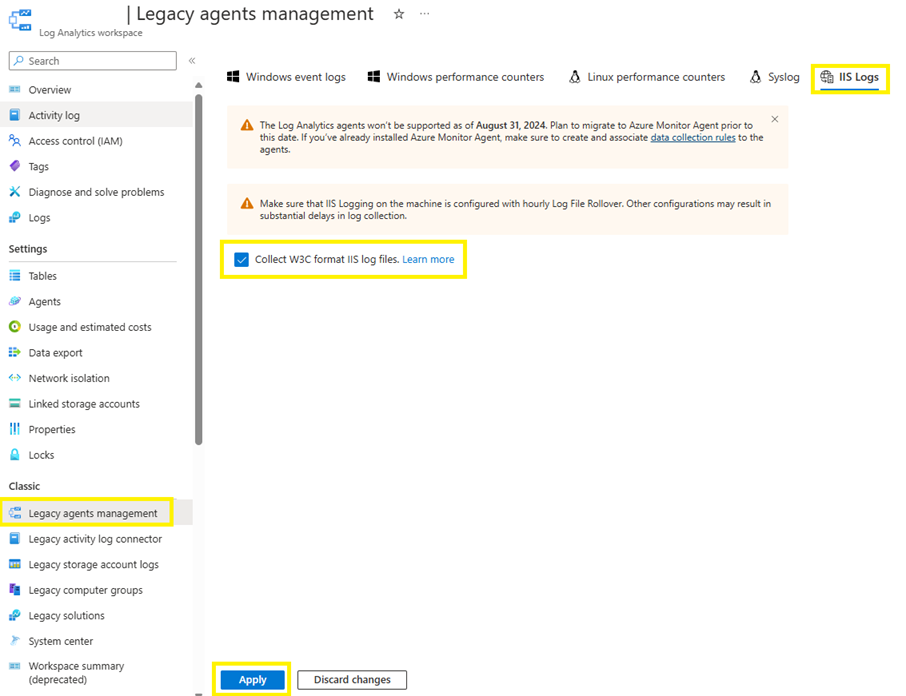 | Legacy agents management
Log Analytics workspace
Search
Overview
Activity log
Access control (IAM)
Tags
Diagnose and solve problems
Logs
Settings
Tables
Agents
Usage and estimated costs
Data export
Network isolation
Linked storage accounts
Properties
Locks
Classic
Legacy agents management
Legacy activity log connector
Legacy storage account logs
Legacy computer groups
Legacy solutions
System center
Workspace summary
(deprecated)
Windows event logs Windows performance counters Linux performance counters Syslog IIS Logs
The Log Analytics agents won't be supported as of August 31, 2024. Plan to migrate to Azure Monitor Agent prior to
this date. If you've already installed Azure Monitor Agent, make sure to create and associate data collection rules to the
agents.
Make sure that IIS Logging on the machine is configured with hourly Log File Rollover. Other configurations may result in
substantial delays in log collection.
Collect W3C format IIS log files. Learn more
Apply Discard changes